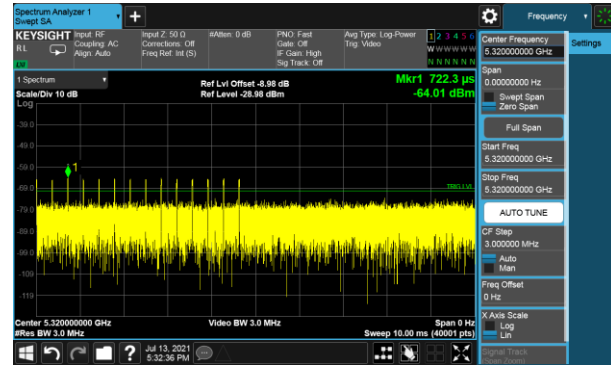 Spectrum Analyzer 1
Swept SA
Frequency
KEYSIGHT
RL
Input: RF
Coupling: AC
Align: Auto
Input Z: 50 Ω
Corrections: Off
Freq Ref: Int (S)
#Atten: 0 dB
PNO: Fast
Gate: Off
IF Gain: High
Sig Track: Off
Avg Type: Log-Power
Trig: Video
1 2 3 4 5 6
W W W W W W
N N N N N N
LW
1 Spectrum
Scale/Div 10 dB
Log
Ref Lvl Offset -8.98 dB
Ref Level -28.98 dBm
Mkr1 722.3 µs
-64.01 dBm
1
TRIG LVL
-39.0
-49.0
-59.0
-69.0
-79.0
-89.0
-99.0
-109
-119
Center 5.320000000 GHz
#Res BW 3.0 MHz
Video BW 3.0 MHz
Span 0 Hz
Sweep 10.00 ms (40001 pts)
Jul 13, 2021
5:32:36 PM
Settings
Center Frequency
5.320000000 GHz
Span
0.00000000 Hz
Swept Span
Zero Span
Full Span
Start Freq
5.320000000 GHz
Stop Freq
5.320000000 GHz
AUTO TUNE
CF Step
3.000000 MHz
Auto
Man
Freq Offset
0 Hz
X Axis Scale
Log
Lin
Signal Track
(Span Zoom)